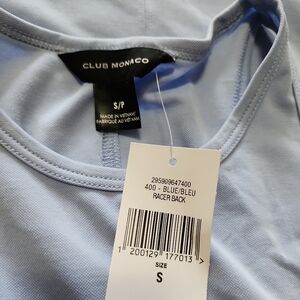 CLUB MONACO
S/P
MADE IN VIETNAM
FABRIQUÉ AU VIETNAM
295909647400
400 - BLUE/BLEU
RACER BACK
1 200129 177013 >
SIZE
S